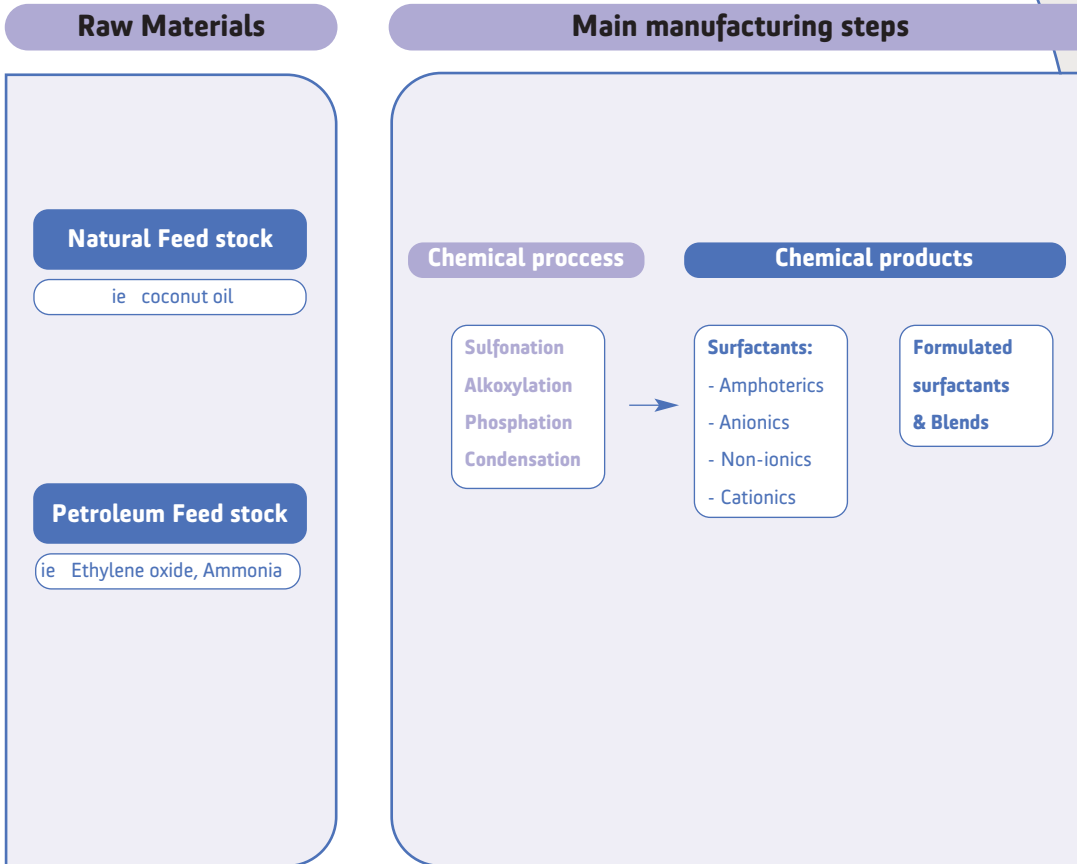 Raw Materials
Main manufacturing steps
Natural Feed stock
ie coconut oil
Petroleum Feed stock
ie Ethylene oxide, Ammonia
Chemical proccess
Chemical products
Sulfonation
Alkoxylation
Phosphation
Condensation
Surfactants:
- Amphoterics
- Anionics
- Non-ionics
- Cationics
Formulated
surfactants
& Blends